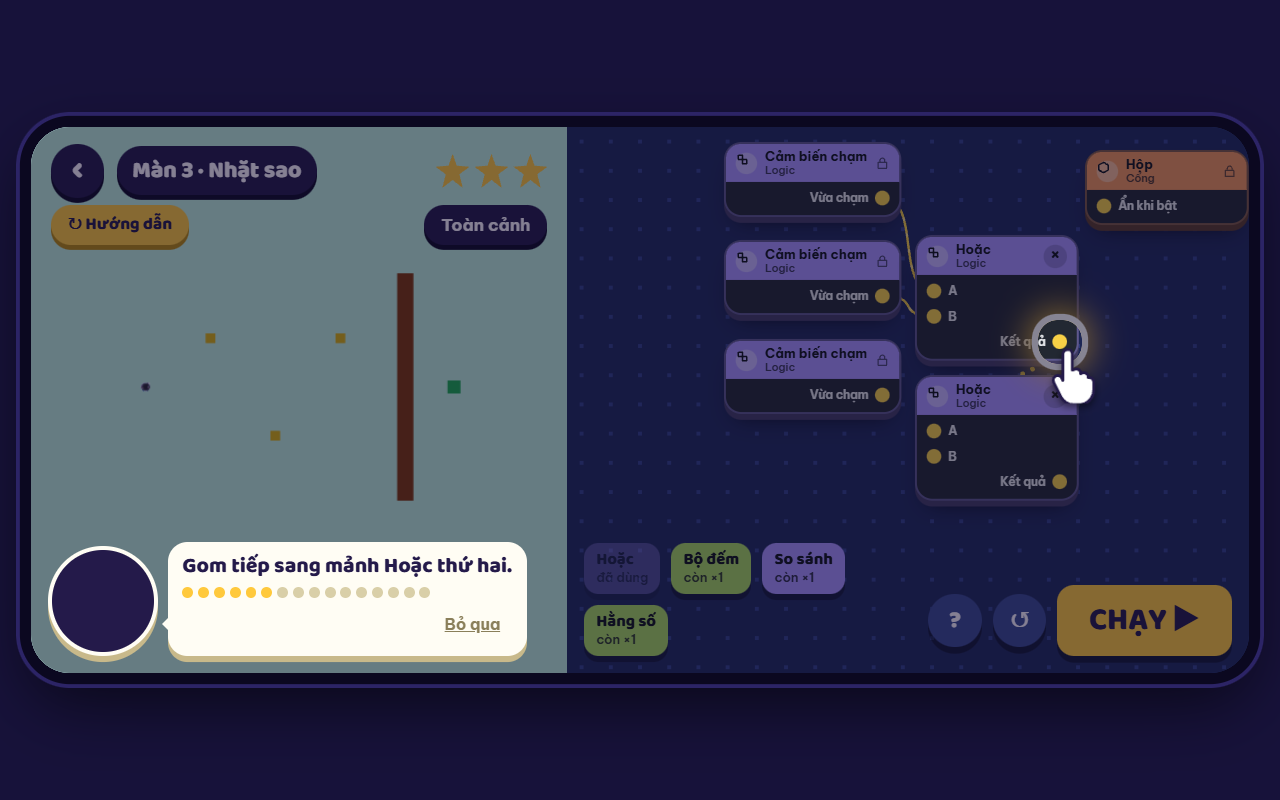 Màn 3 · Nhặt sao
↻ Hướng dẫn
Toàn cảnh
Gom tiếp sang mảnh Hoặc thứ hai.
Bỏ qua
Cảm biến chạm
Logic
Vừa chạm
Cảm biến chạm
Logic
Vừa chạm
Cảm biến chạm
Logic
Vừa chạm
Hoặc
Logic
A
B
Kết quả
Hoặc
Logic
A
B
Kết quả
Hộp
Cổng
Ẩn khi bật
Hoặc
đã dùng
Bộ đếm
còn ×1
So sánh
còn ×1
Hằng số
còn ×1
?
↺
CHẠY ▶